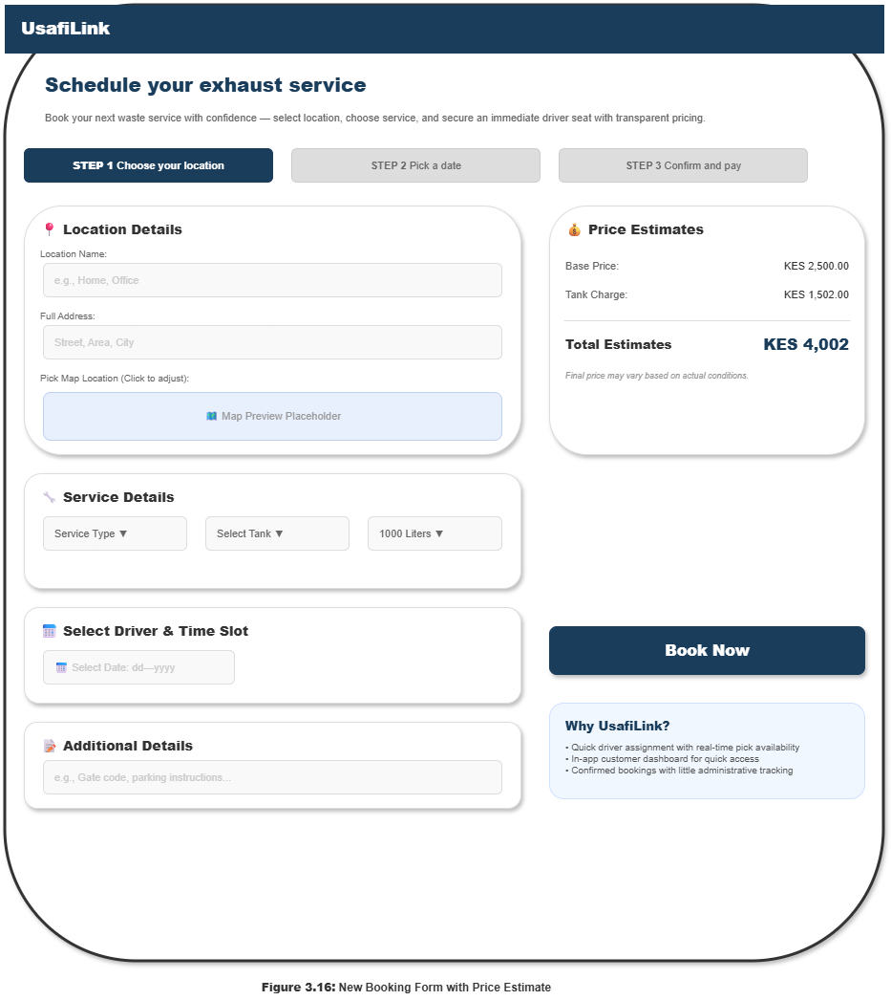 UsafiLink
Schedule your exhaust service
Book your next waste service with confidence — select location, choose service, and secure an immediate driver seat with transparent pricing.
STEP 1 Choose your location
STEP 2 Pick a date
STEP 3 Confirm and pay
Location Details
Location Name:
e.g., Home, Office
Full Address:
Street, Area, City
Pick Map Location (Click to adjust):
Map Preview Placeholder
Price Estimates
Base Price: KES 2,500.00
Tank Charge: KES 1,502.00
Total Estimates KES 4,002
Final price may vary based on actual conditions.
Service Details
Service Type ▼
Select Tank ▼
1000 Liters ▼
Select Driver & Time Slot
Select Date: dd—yyyy
Additional Details
e.g., Gate code, parking instructions...
Book Now
Why UsafiLink?
• Quick driver assignment with real-time pick availability
• In-app customer dashboard for quick access
• Confirmed bookings with little administrative tracking
Figure 3.16: New Booking Form with Price Estimate